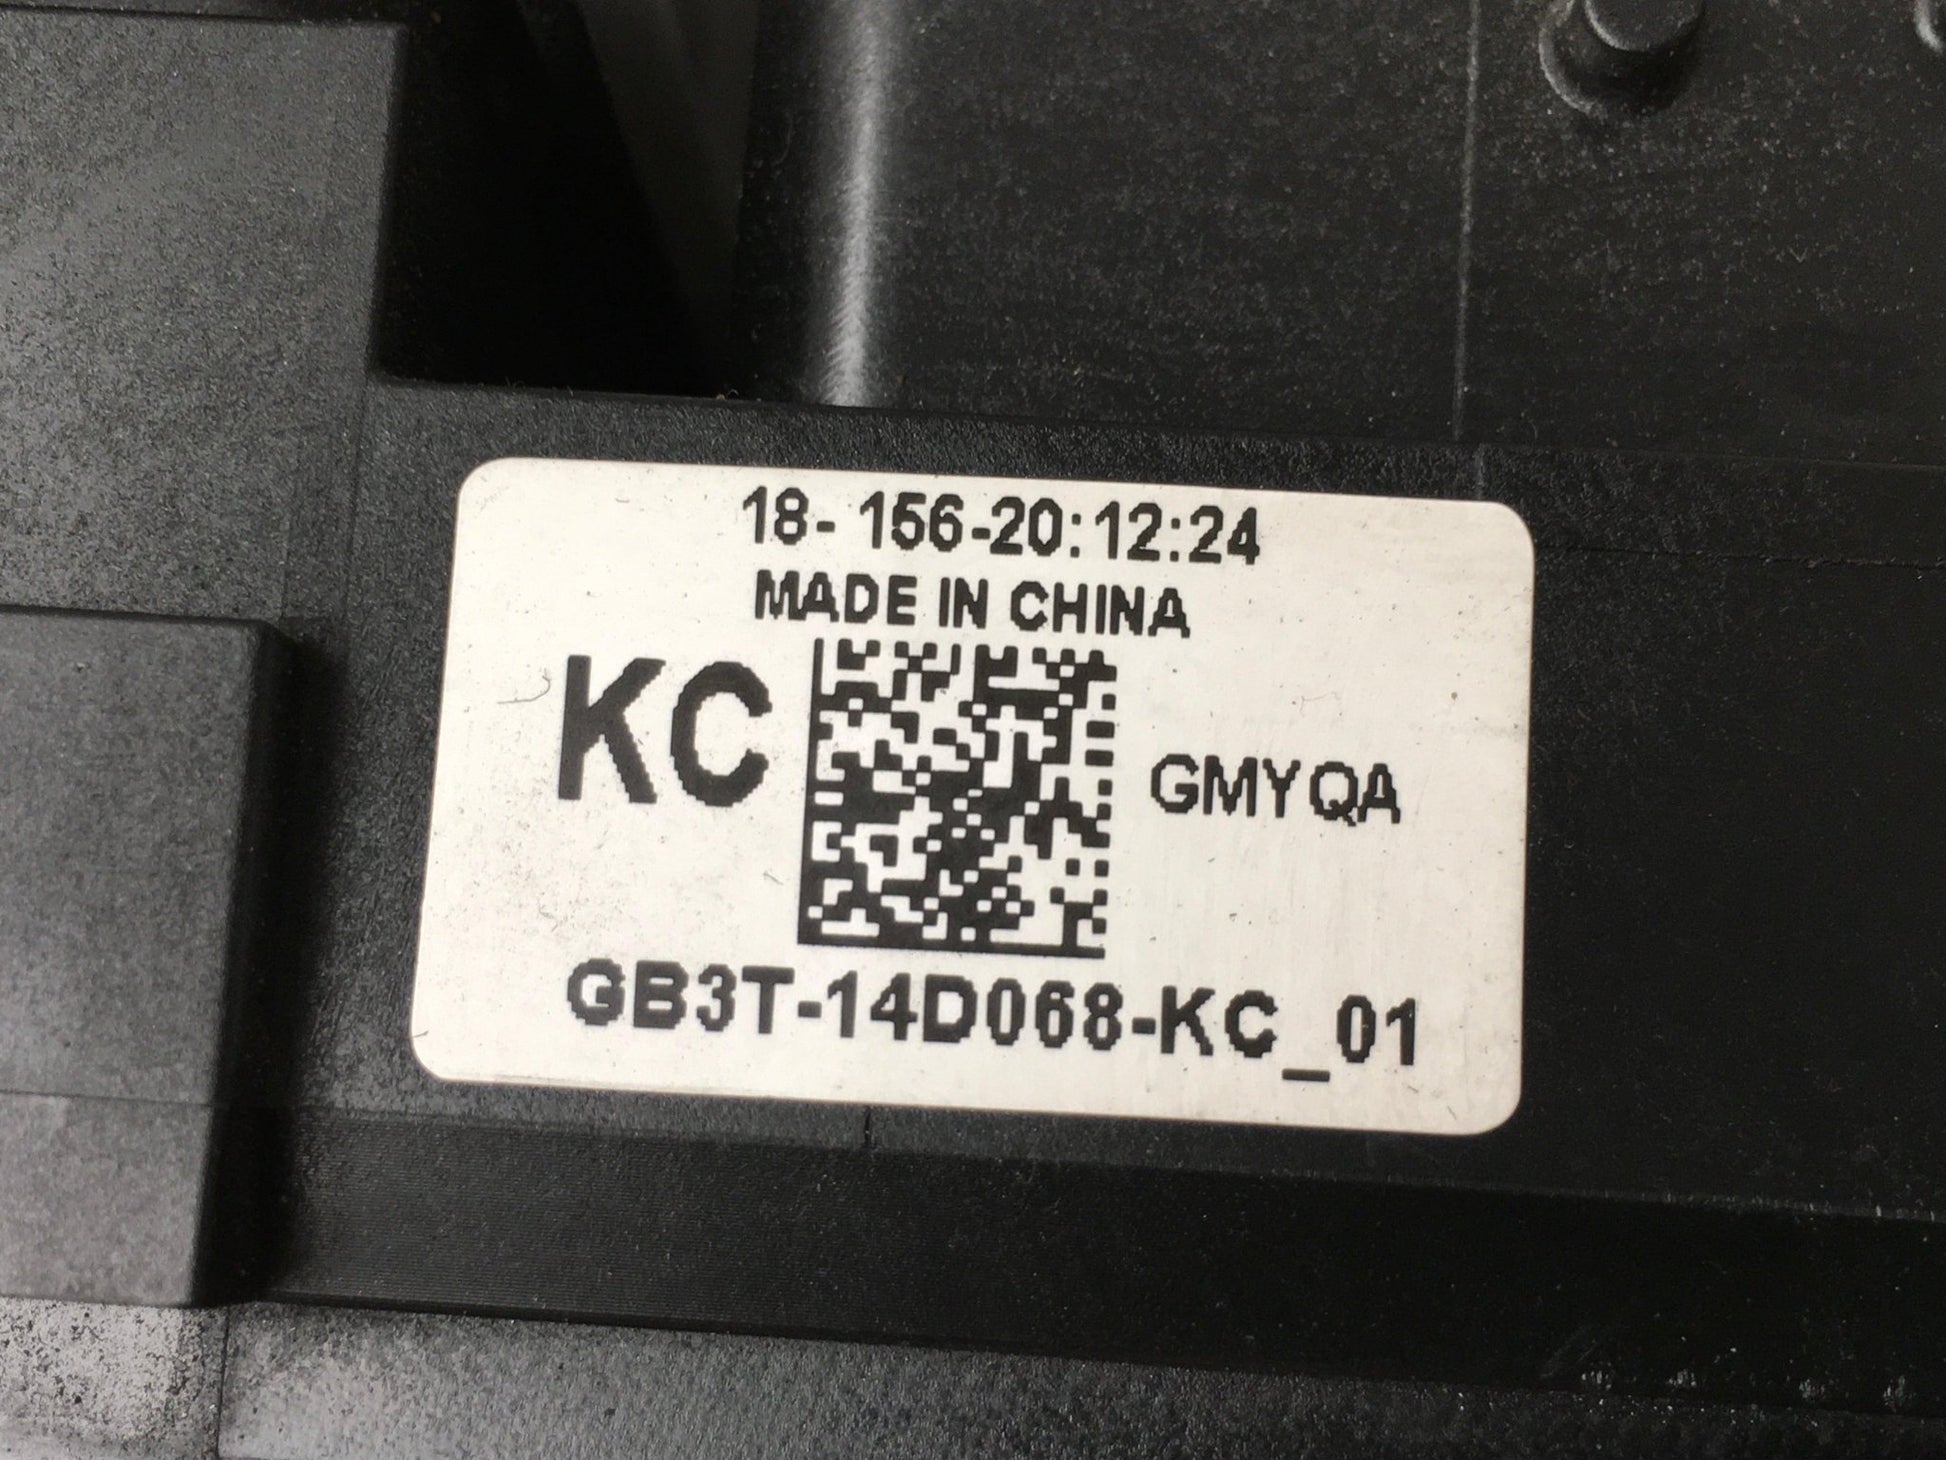 18- 156-20:12:24
MADE IN CHINA
KC
GMYQA
GB3T-14D068-KC_01